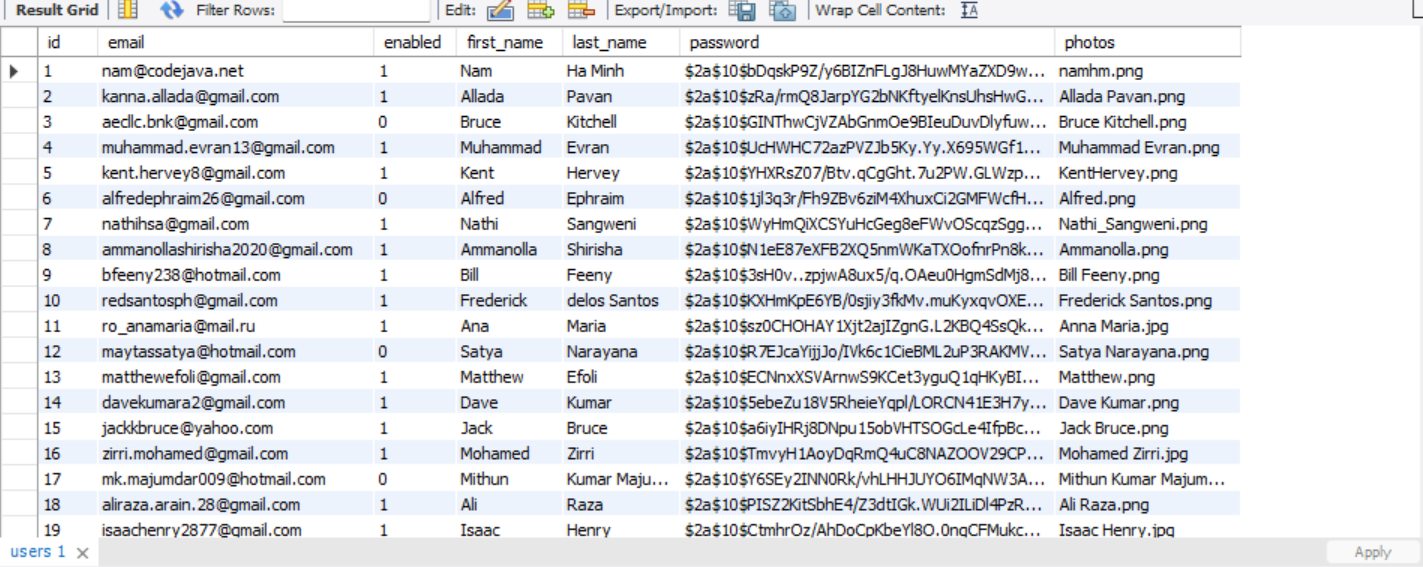 Result Grid Filter Rows: Edit: Export/Import: Wrap Cell Content:
id email enabled first_name last_name password photos
1 nam@codejava.net 1 Nam Ha Minh $2a$10$bDqskP9Z/y6BIZnFLgJ8HuwMYaZXD9w... namhm.png
2 kanna.allada@gmail.com 1 Allada Pavan $2a$10$zRa/rmQ8JarpYG2bNKftyelKnsUhsHwG... Allada Pavan.png
3 aecllc.bnk@gmail.com 0 Bruce Kitchell $2a$10$GINThwCjVZAbGnmOe9BIeuDuvDlyfuw... Bruce Kitchell.png
4 muhammad.evran13@gmail.com 1 Muhammad Evran $2a$10$UcHWHC72azPVZJb5Ky.Yy.X695WGf1... Muhammad Evran.png
5 kent.hervey8@gmail.com 1 Kent Hervey $2a$10$YHXRsZ07/Btv.qCgGht.7u2PW.GLWzp... KentHervey.png
6 alfredephraim26@gmail.com 0 Alfred Ephraim $2a$10$1jl3q3r/Fh9ZBv6ziM4XhuxCi2GMFWcfH... Alfred.png
7 nathihsa@gmail.com 1 Nathi Sangweni $2a$10$WyHmQiXCSYuHcGeg8eFWvOScqzSgg... Nathi_Sangweni.png
8 ammanollashirisha2020@gmail.com 1 Ammanolla Shirisha $2a$10$N1eE87eXFB2XQ5nmWKaTXOofnrPn8k... Ammanolla.png
9 bfeeny238@hotmail.com 1 Bill Feeny $2a$10$3sH0v..zpjwA8ux5/q.OAeu0HgmSdMj8... Bill Feeny.png
10 redsantosph@gmail.com 1 Frederick delos Santos $2a$10$KXHmKpE6YB/0sjiy3fkMv.muKyxqvOXE... Frederick Santos.png
11 ro_anamaria@mail.ru 1 Ana Maria $2a$10$sz0CHOHAY1Xjt2ajIZgnG.L2KBQ4SsQk... Anna Maria.jpg
12 maytassatya@hotmail.com 0 Satya Narayana $2a$10$R7EJcaYijjJo/IVk6c1CieBML2uP3RAKMV... Satya Narayana.png
13 matthewefoli@gmail.com 1 Matthew Efoli $2a$10$ECNnxXSVArnwS9KCet3yguQ1qHKyBI... Matthew.png
14 davekumara2@gmail.com 1 Dave Kumar $2a$10$5ebeZu18V5RheieYqpl/LORCN41E3H7y... Dave Kumar.png
15 jackkbruce@yahoo.com 1 Jack Bruce $2a$10$a6iyIHRj8DNpu15obVHTSOGcLe4IfpBc... Jack Bruce.png
16 zirri.mohamed@gmail.com 1 Mohamed Zirri $2a$10$TmvyH1AoyDqRmQ4uC8NAZOOV29CP... Mohamed Zirri.jpg
17 mk.majumdar009@hotmail.com 0 Mithun Kumar Maju... $2a$10$Y6SEy2INN0Rk/vhLHHJUYO6IMqNW3A... Mithun Kumar Majum...
18 aliraza.arain.28@gmail.com 1 Ali Raza $2a$10$PISZ2KitSbhE4/Z3dtIGk.WUi2ILiDl4PzR... Ali Raza.png
19 isaachenry2877@gmail.com 1 Isaac Henry $2a$10$CtmhrOz/AhDoCpKbeYl8O.0nqCFMukc... Isaac Henry.jpg
users 1 Apply